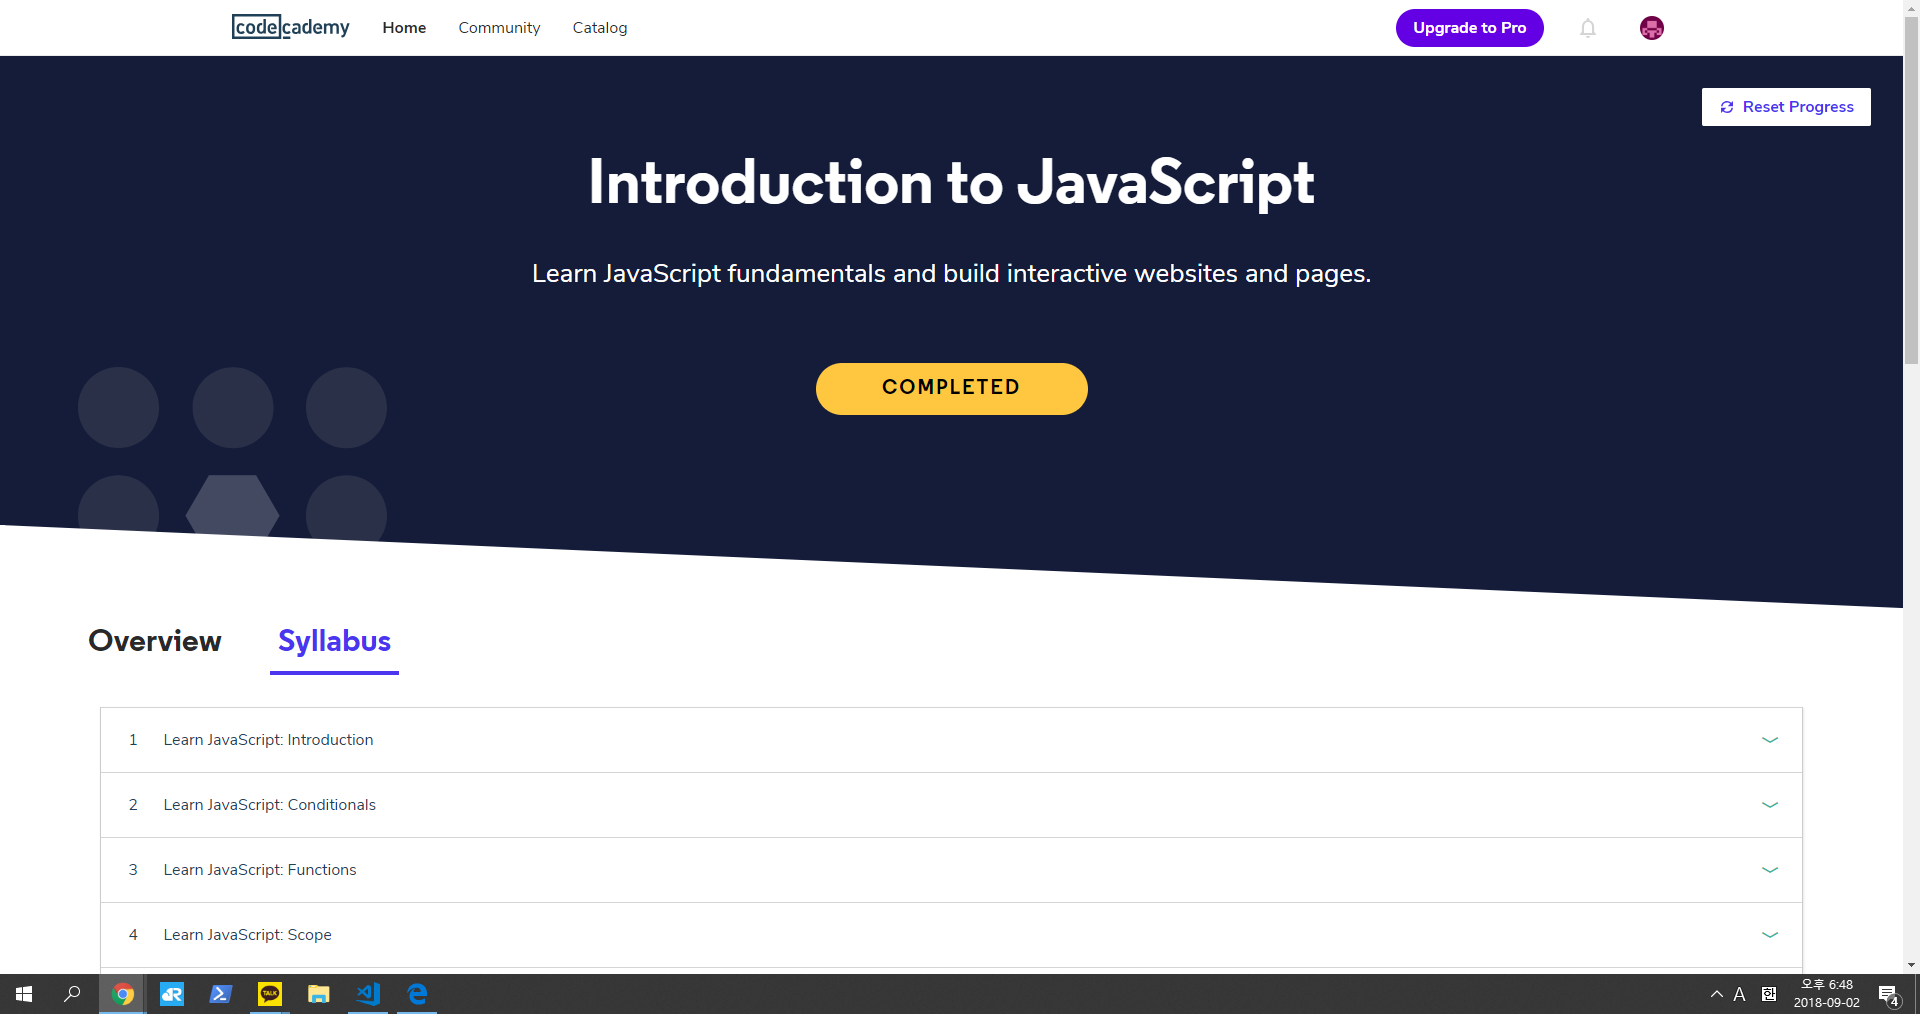 codecademy
Home
Community
Catalog
Upgrade to Pro
Reset Progress
Introduction to JavaScript
Learn JavaScript fundamentals and build interactive websites and pages.
COMPLETED
Overview
Syllabus
1 Learn JavaScript: Introduction
2 Learn JavaScript: Conditionals
3 Learn JavaScript: Functions
4 Learn JavaScript: Scope
TALK
A
오후 6:48
2018-09-02
4